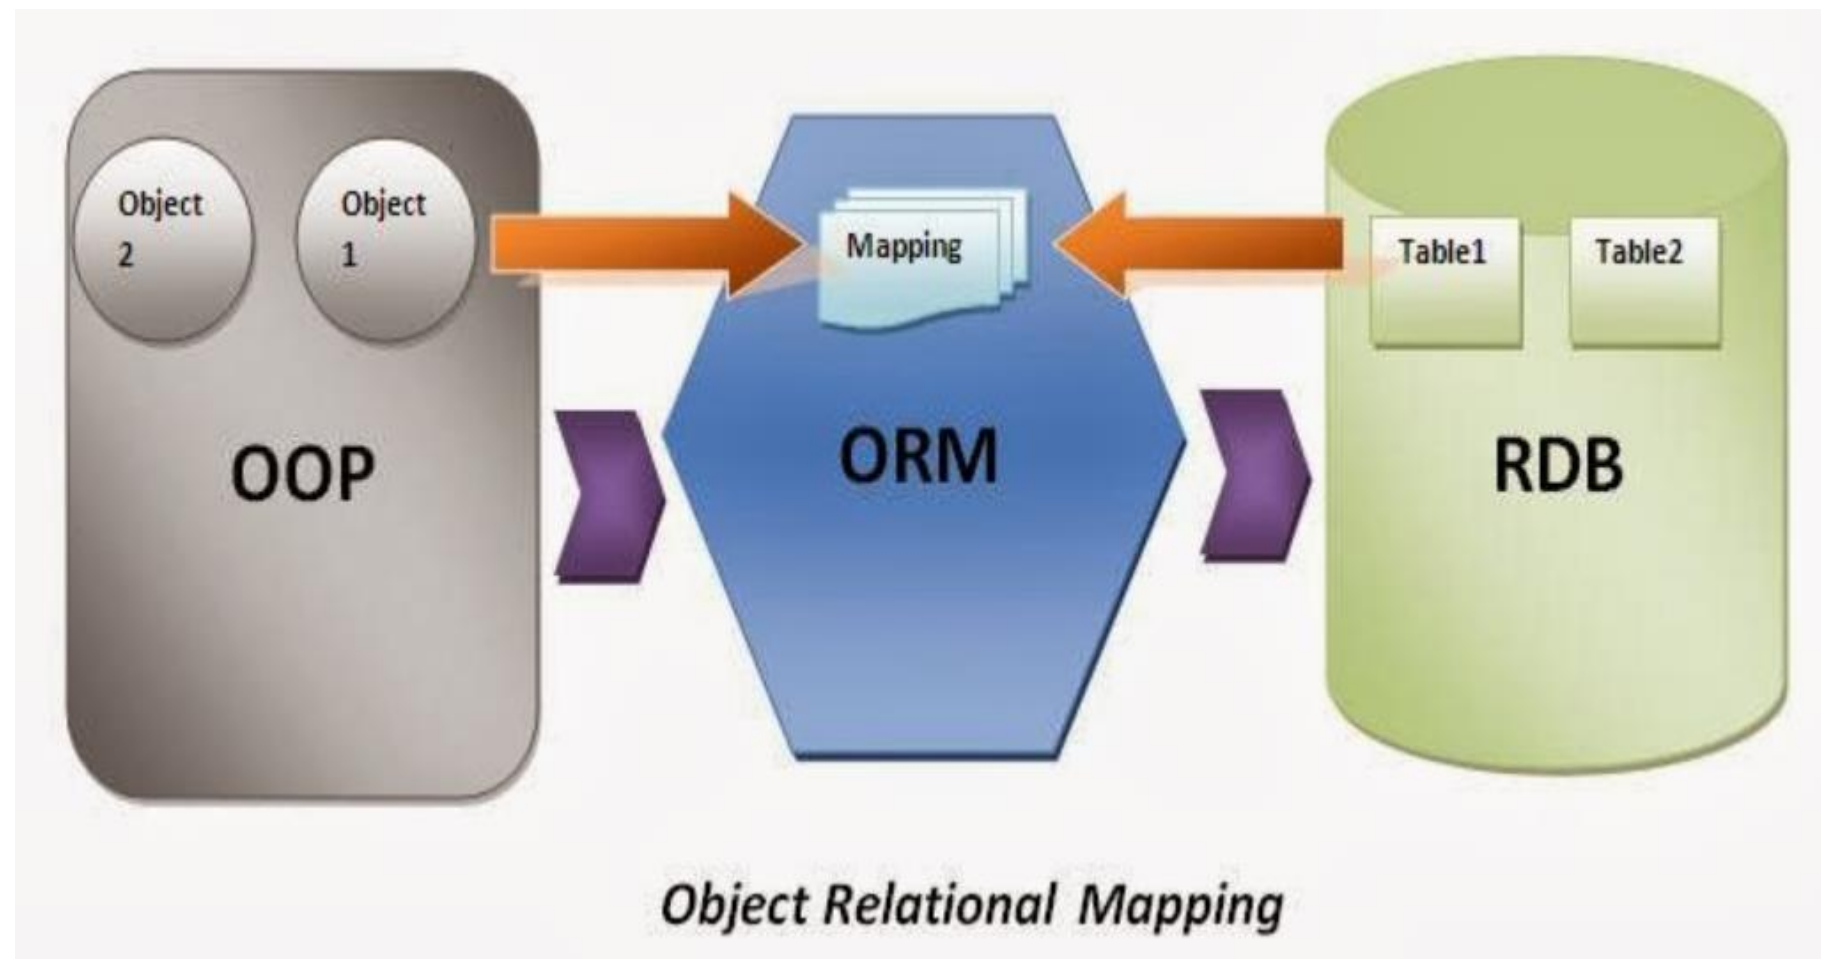 Object
2
Object
1
Mapping
Table1
Table2
OOP
ORM
RDB
Object Relational Mapping